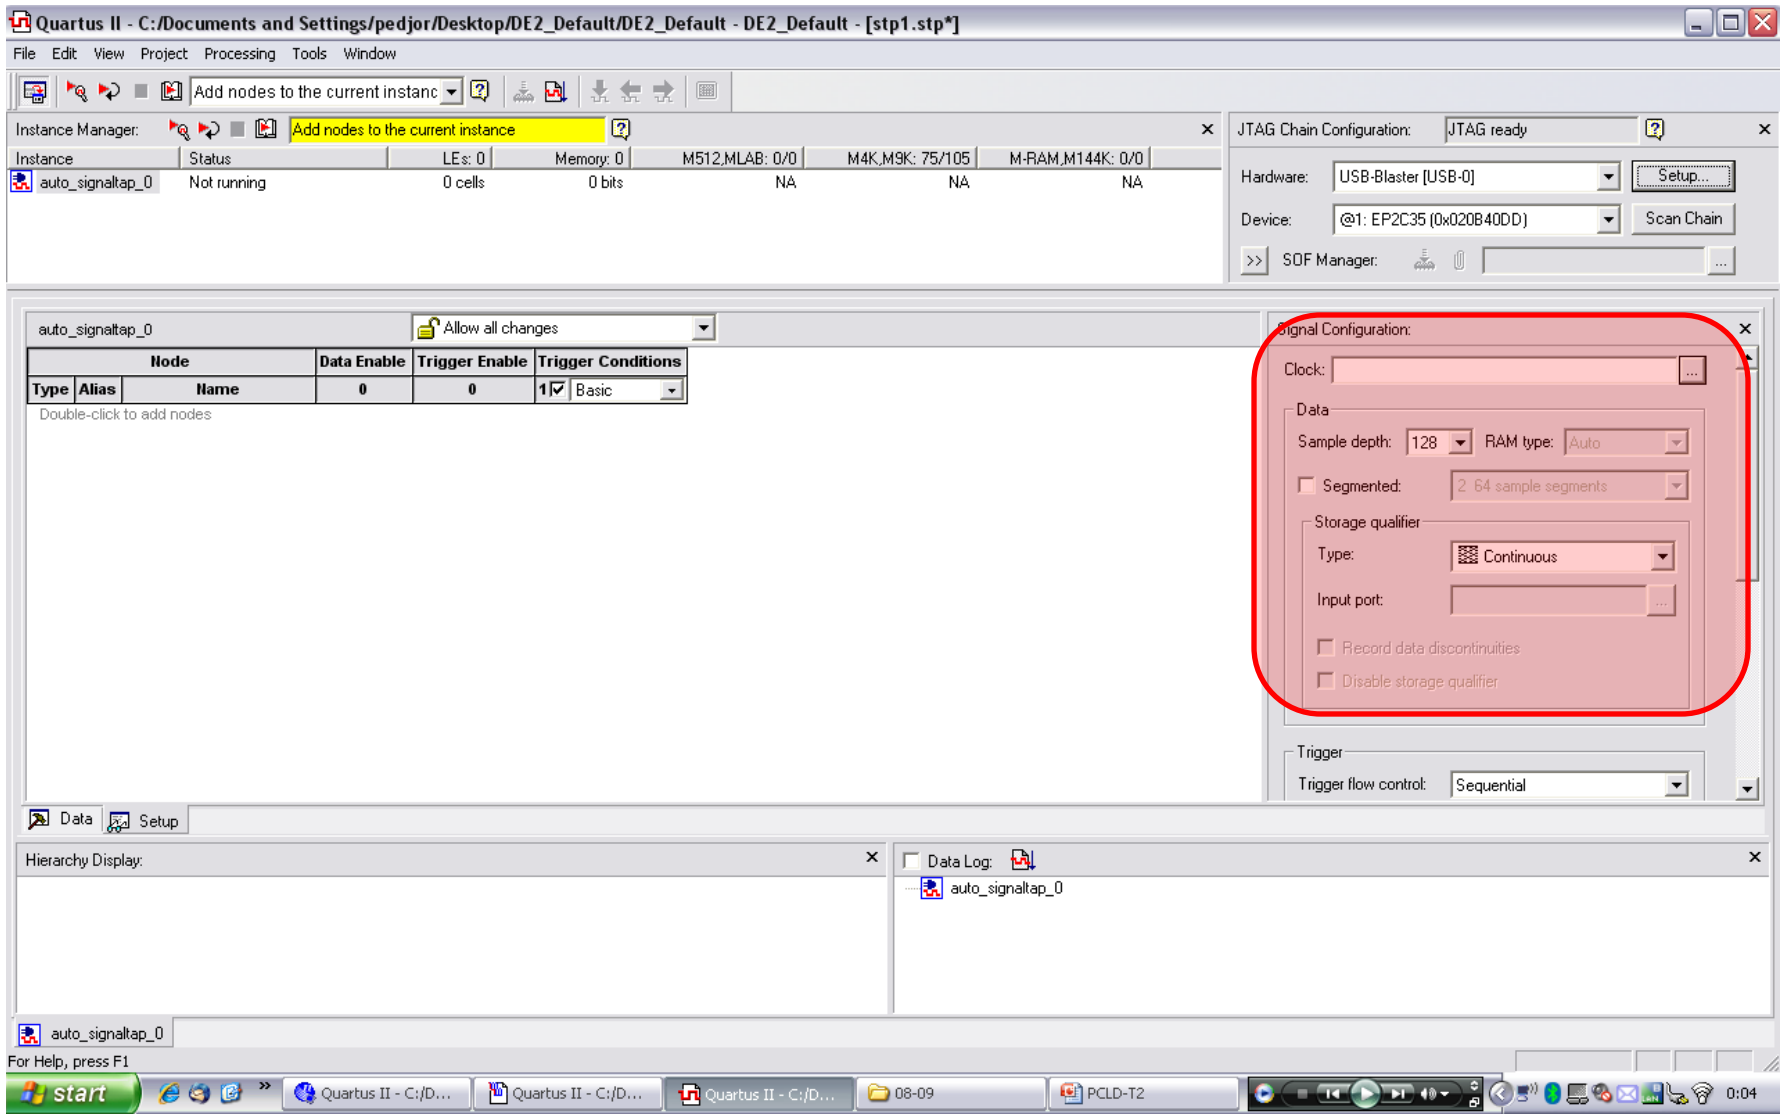 Quartus II - C:/Documents and Settings/pedjor/Desktop/DE2_Default/DE2_Default - DE2_Default - [stp1.stp*]
File Edit View Project Processing Tools Window
Add nodes to the current instanc
Instance Manager: Add nodes to the current instance
Instance Status LEs: 0 Memory: 0 M512,MLAB: 0/0 M4K,M9K: 75/105 M-RAM,M144K: 0/0
auto_signaltap_0 Not running 0 cells 0 bits NA NA NA
JTAG Chain Configuration: JTAG ready
Hardware: USB-Blaster [USB-0] Setup...
Device: @1: EP2C35 (0x020B40DD) Scan Chain
>> SOF Manager: ...
auto_signaltap_0 Allow all changes
Node Data Enable Trigger Enable Trigger Conditions
Type Alias Name 0 0 1 Basic
Double-click to add nodes
Signal Configuration:
Clock: ...
Data
Sample depth: 128 RAM type: Auto
Segmented: 2 64 sample segments
Storage qualifier
Type: Continuous
Input port: ...
Record data discontinuities
Disable storage qualifier
Trigger
Trigger flow control: Sequential
Data Setup
Hierarchy Display:
Data Log:
auto_signaltap_0
auto_signaltap_0
For Help, press F1
start Quartus II - C:/D... Quartus II - C:/D... Quartus II - C:/D... 08-09 PCLD-T2 0:04